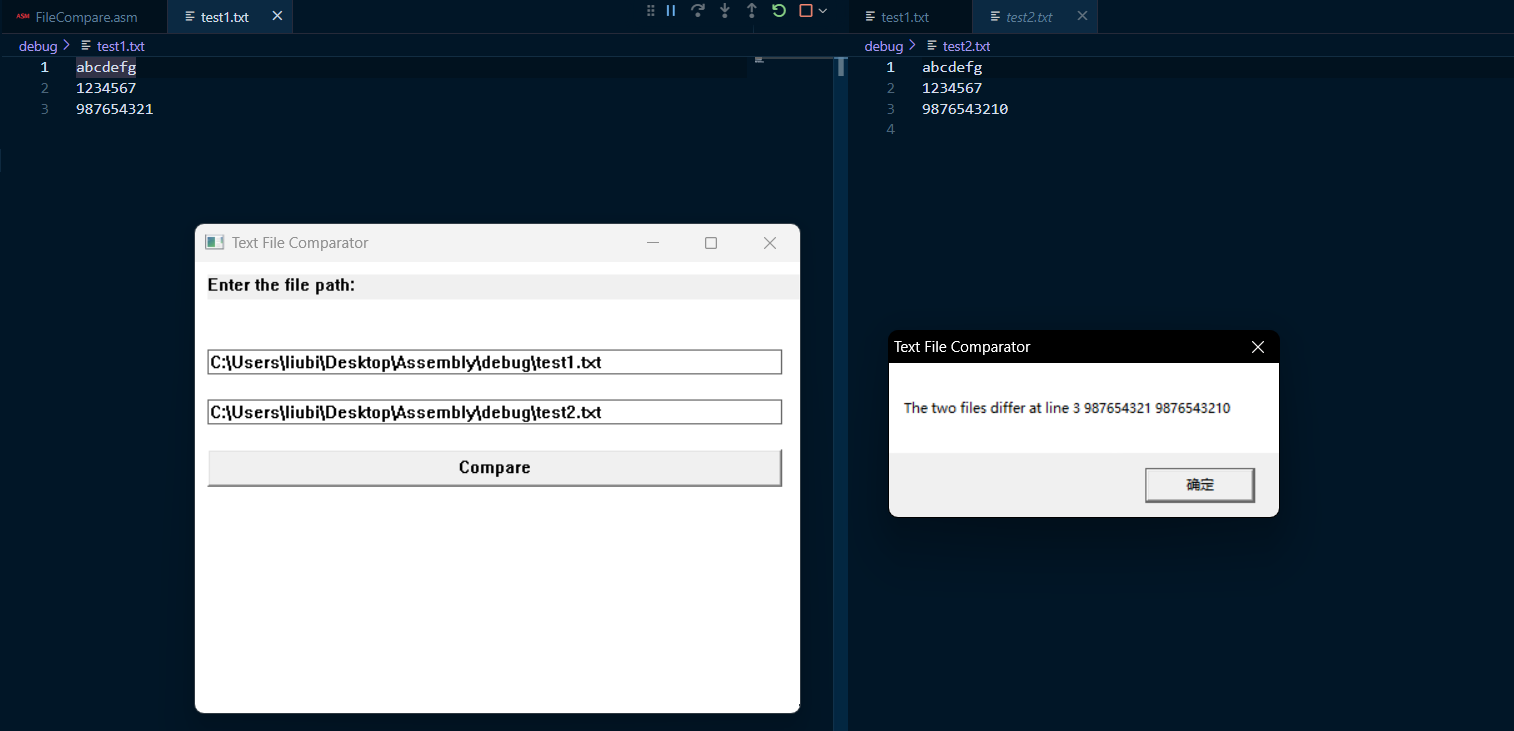 ASM FileCompare.asm test1.txt
debug > test1.txt
1 abcdefg
2 1234567
3 987654321
test1.txt test2.txt
debug > test2.txt
1 abcdefg
2 1234567
3 9876543210
4
Text File Comparator
Enter the file path:
C:\Users\liubi\Desktop\Assembly\debug\test1.txt
C:\Users\liubi\Desktop\Assembly\debug\test2.txt
Compare
Text File Comparator
The two files differ at line 3 987654321 9876543210
确定